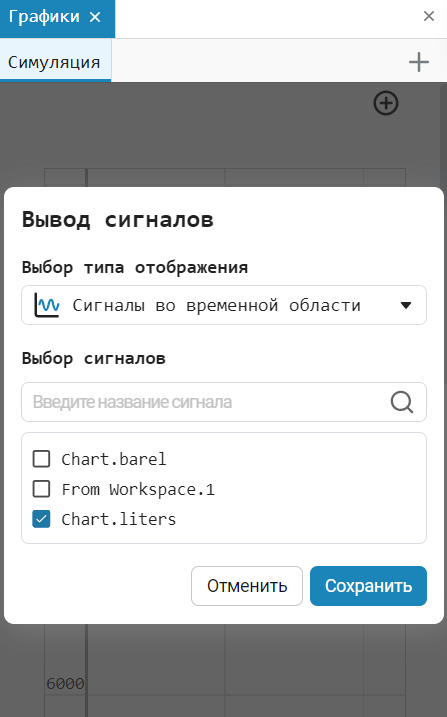 Графики
Симуляция
Вывод сигналов
Выбор типа отображения
Сигналы во временной области
Выбор сигналов
Введите название сигнала
Chart.barel
From Workspace.1
Chart.liters
Отменить
Сохранить
6000